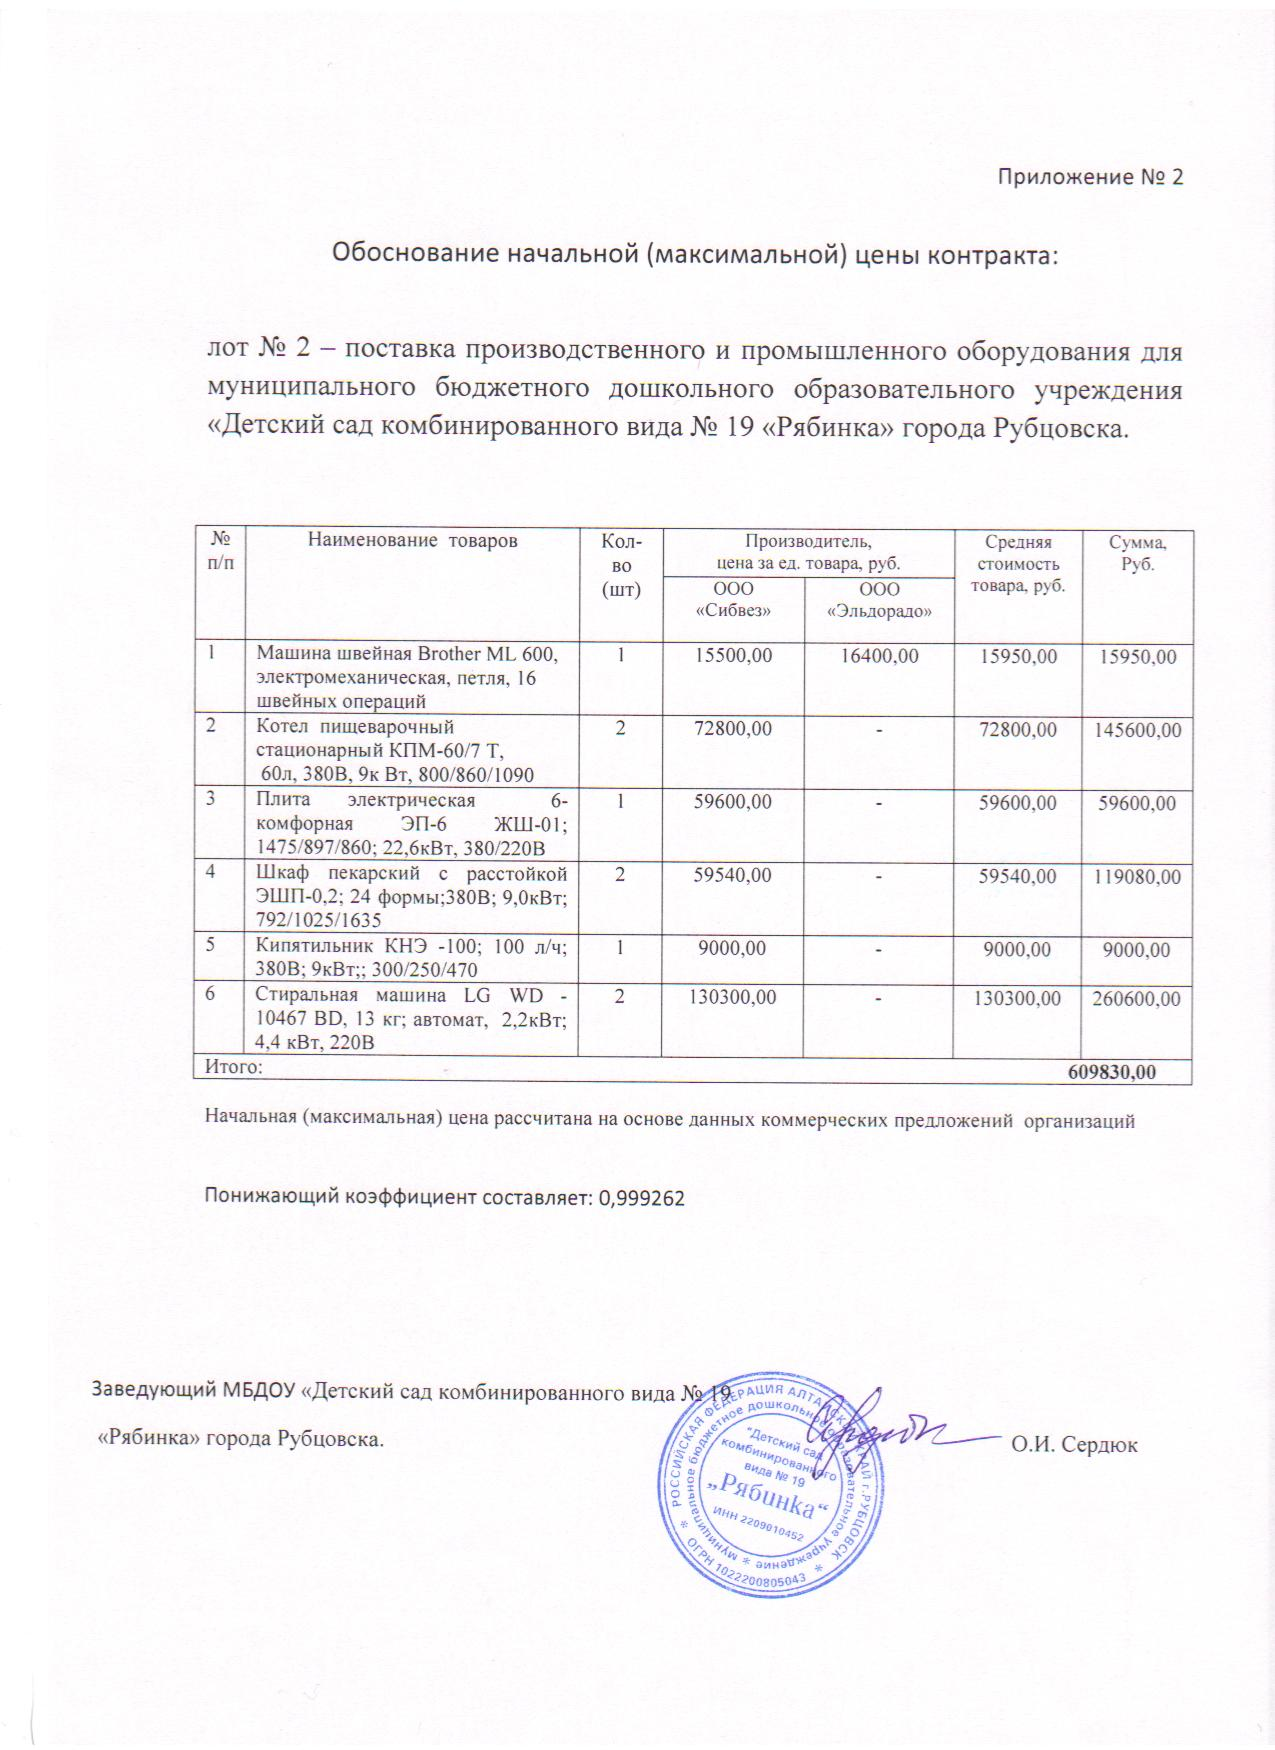 Приложение № 2
Обоснование начальной (максимальной) цены контракта:
лот № 2 – поставка производственного и промышленного оборудования для
муниципального бюджетного дошкольного образовательного учреждения
«Детский сад комбинированного вида № 19 «Рябинка» города Рубцовска.
№ п/п Наименование товаров Кол-во (шт) Производитель, цена за ед. товара, руб. Средняя стоимость товара, руб. Сумма, Руб.
ООО «Сибвез» ООО «Эльдорадо»
1 Машина швейная Brother ML 600, 1 15500,00 16400,00 15950,00 15950,00
электромеханическая, петля, 16
швейных операций
2 Котел пищеварочный 2 72800,00 - 72800,00 145600,00
стационарный КПМ-60/7 Т,
60л, 380В, 9к Вт, 800/860/1090
3 Плита электрическая 6- 1 59600,00 - 59600,00 59600,00
комфорная ЭП-6 ЖШ-01;
1475/897/860; 22,6кВт, 380/220В
4 Шкаф пекарский с расстойкой 2 59540,00 - 59540,00 119080,00
ЭШП-0,2; 24 формы;380В; 9,0кВт;
792/1025/1635
5 Кипятильник КНЭ -100; 100 л/ч; 1 9000,00 - 9000,00 9000,00
380В; 9кВт;; 300/250/470
6 Стиральная машина LG WD - 2 130300,00 - 130300,00 260600,00
10467 BD, 13 кг; автомат, 2,2кВт;
4,4 кВт, 220В
Итого: 609830,00
Начальная (максимальная) цена рассчитана на основе данных коммерческих предложений организаций
Понижающий коэффициент составляет: 0,999262
Заведующий МБДОУ «Детский сад комбинированного вида № 19
«Рябинка» города Рубцовска.
О.И. Сердюк
РОССИЙСКАЯ ФЕДЕРАЦИЯ АЛТАЙСКИЙ КРАЙ г.РУБЦОВСК
ОГРН 1022200805043
муниципальное бюджетное дошкольное образовательное учреждение
"Детский сад
комбинированного
вида № 19
„Рябинка“
ИНН 2209010452